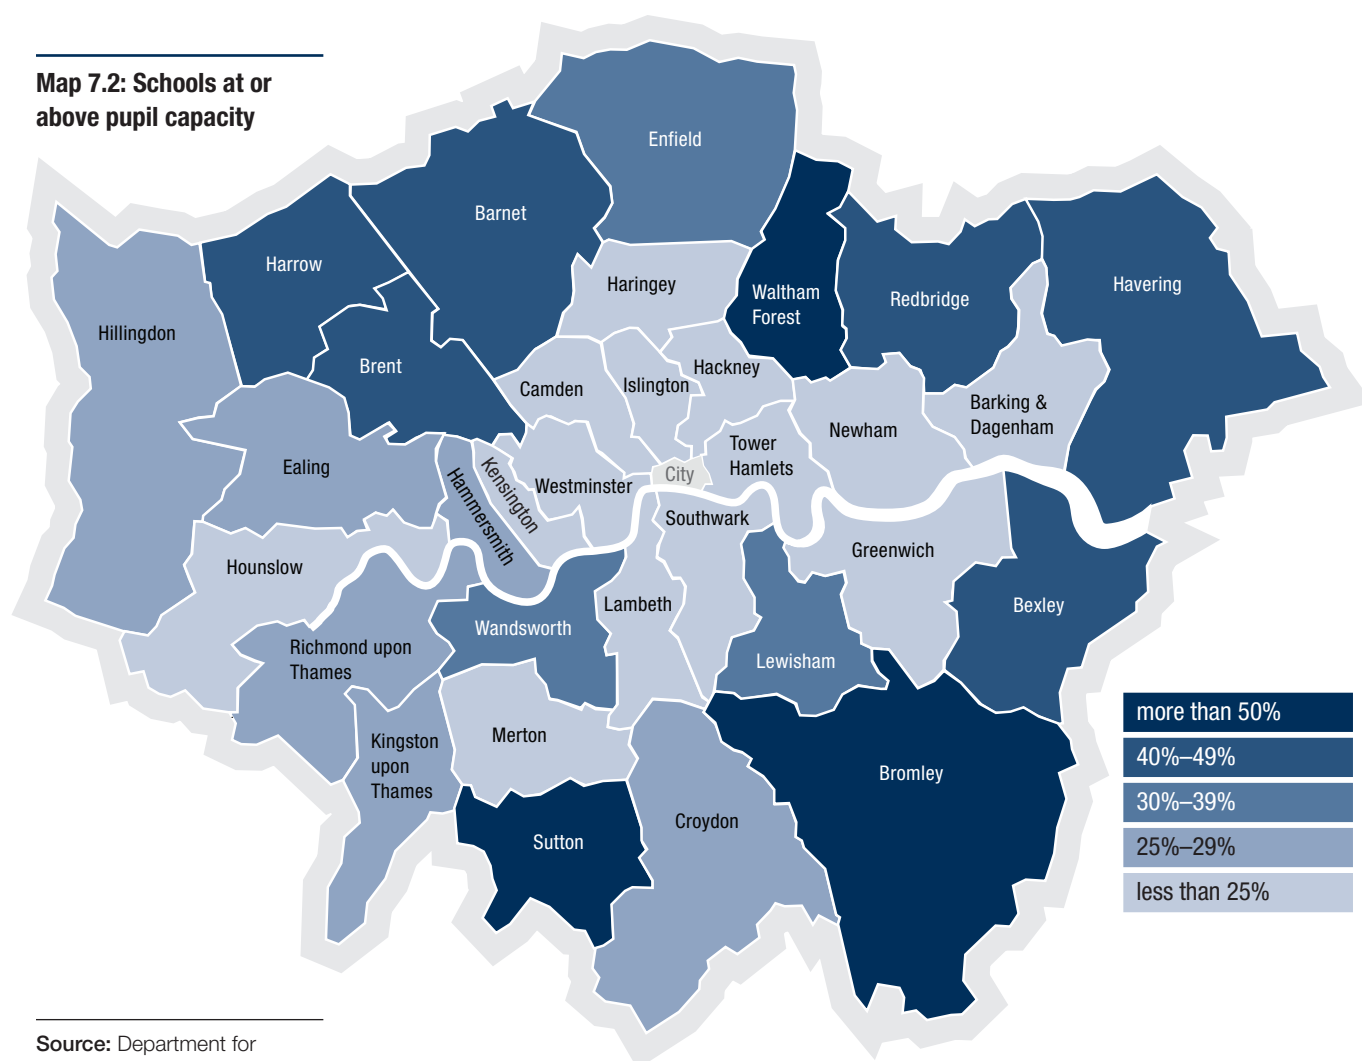 Map 7.2: Schools at or
above pupil capacity
Enfield
Barnet
Harrow
Haringey
Waltham
Forest
Redbridge
Havering
Hillingdon
Brent
Camden
Islington
Hackney
Barking &
Dagenham
Newham
Tower
Hamlets
Ealing
Hammersmith
Kensington
Westminster
City
Southwark
Greenwich
Hounslow
Lambeth
Bexley
Wandsworth
Lewisham
Richmond upon
Thames
Kingston
upon
Thames
Merton
Bromley
Sutton
Croydon
more than 50%
40%–49%
30%–39%
25%–29%
less than 25%
Source: Department for